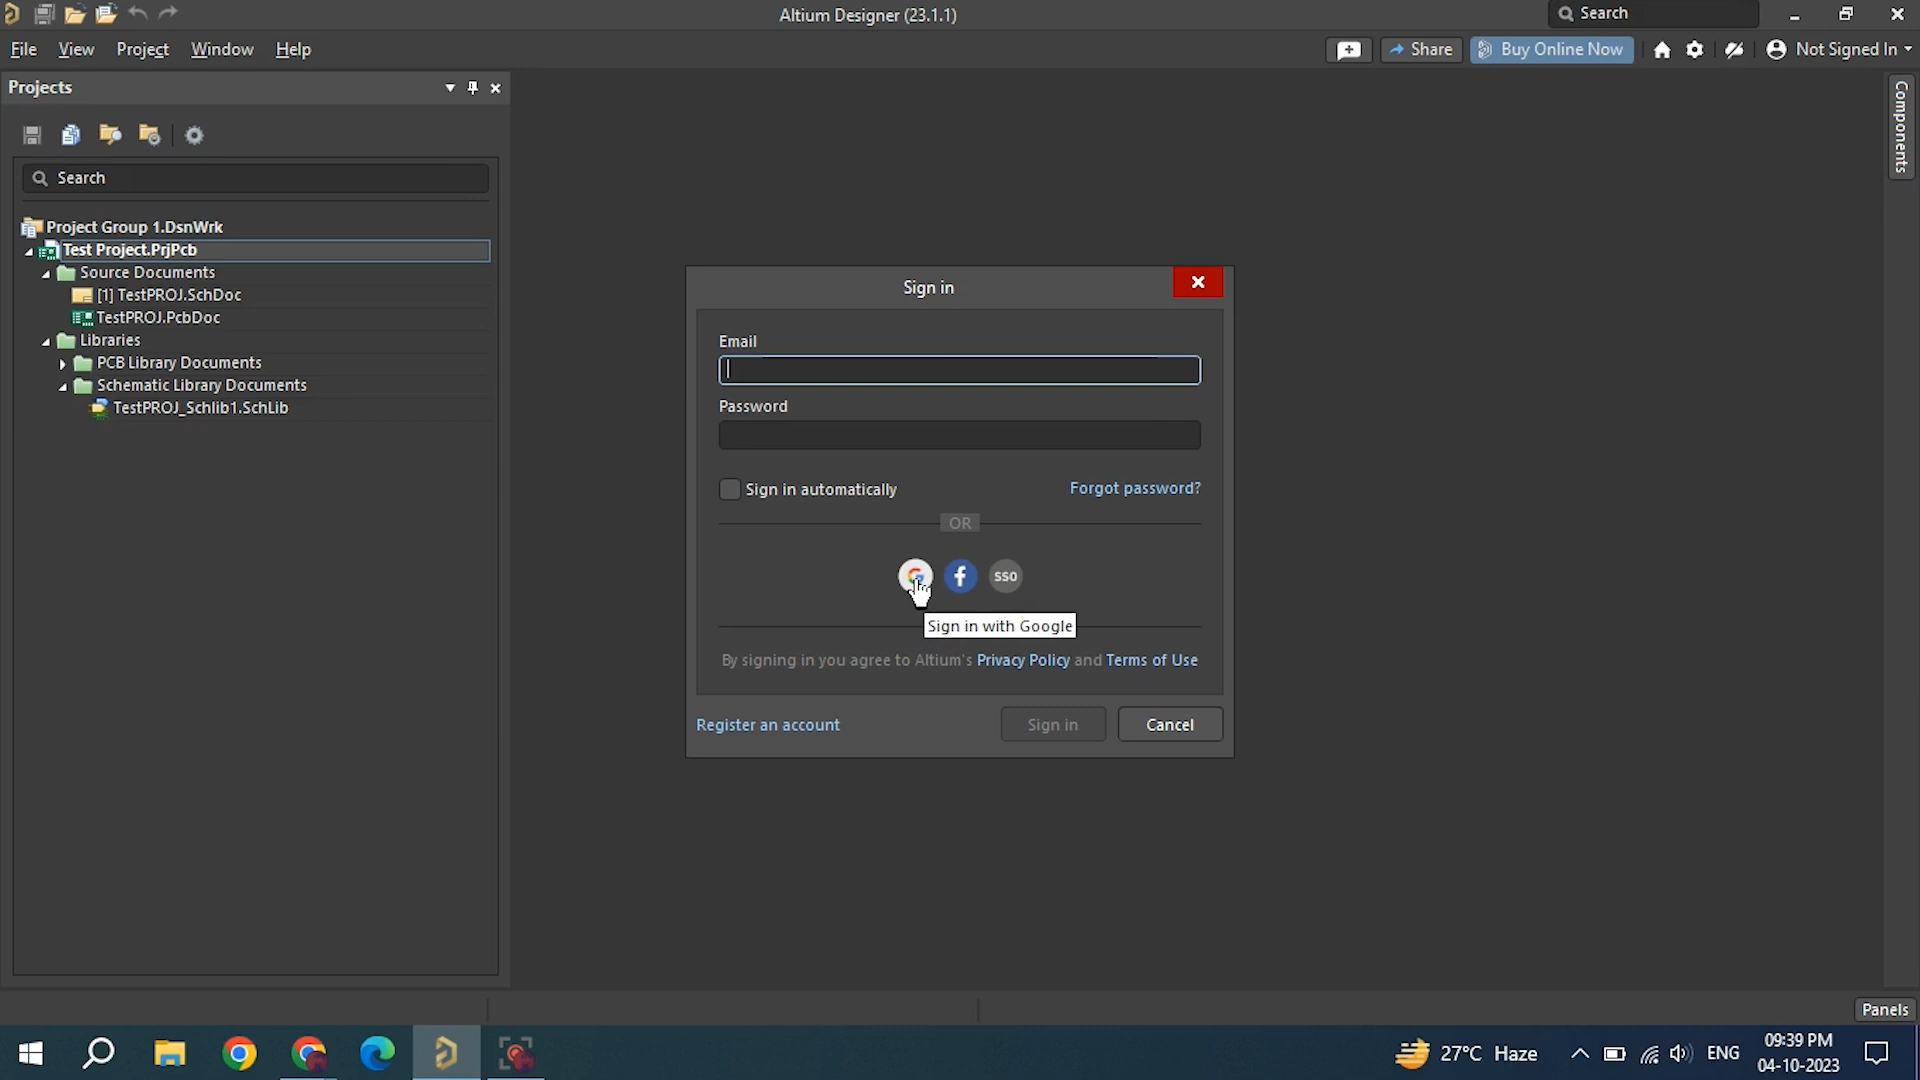 Altium Designer (23.1.1)
Search
File View Project Window Help
Share
Buy Online Now
Not Signed In
Projects
Components
Search
Project Group 1.DsnWrk
Test Project.PrjPcb
Source Documents
[1] TestPROJ.SchDoc
TestPROJ.PcbDoc
Libraries
PCB Library Documents
Schematic Library Documents
TestPROJ_Schlib1.SchLib
Sign in
Email
Password
Sign in automatically
Forgot password?
OR
f SSO
Sign in with Google
By signing in you agree to Altium's Privacy Policy and Terms of Use
Register an account
Sign in
Cancel
Panels
27°C Haze
ENG
09:39 PM
04-10-2023